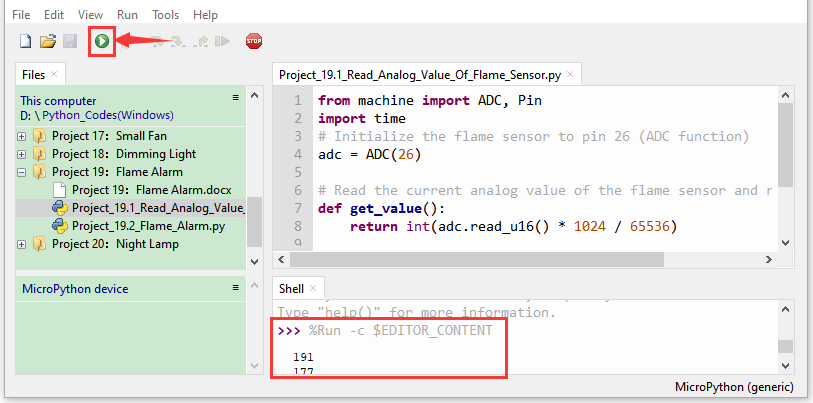 File Edit View Run Tools Help
STOP
Files ×
This computer
D: \ Python_Codes(Windows)
Project 17：Small Fan
Project 18：Dimming Light
Project 19：Flame Alarm
Project 19：Flame Alarm.docx
Project_19.1_Read_Analog_Value_
Project_19.2_Flame_Alarm.py
Project 20：Night Lamp
MicroPython device
Project_19.1_Read_Analog_Value_Of_Flame_Sensor.py ×
1 from machine import ADC, Pin
2 import time
3 # Initialize the flame sensor to pin 26 (ADC function)
4 adc = ADC(26)
5
6 # Read the current analog value of the flame sensor and r
7 def get_value():
8     return int(adc.read_u16() * 1024 / 65536)
9
Shell ×
Type "help()" for more information.
>>> %Run -c $EDITOR_CONTENT
191
177
MicroPython (generic)